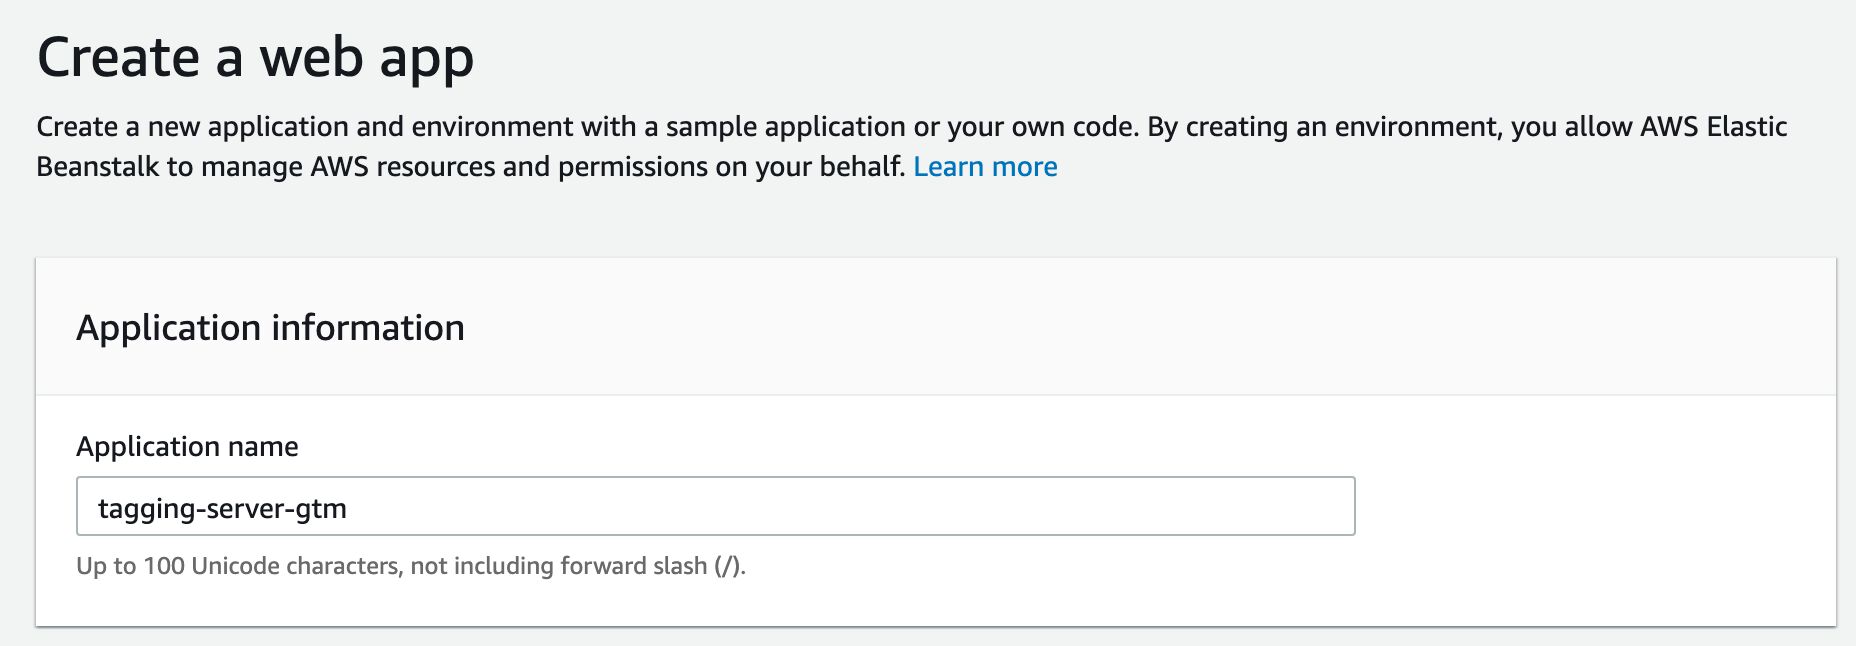 Create a web app
Create a new application and environment with a sample application or your own code. By creating an environment, you allow AWS Elastic
Beanstalk to manage AWS resources and permissions on your behalf. Learn more
Application information
Application name
tagging-server-gtm
Up to 100 Unicode characters, not including forward slash (/).